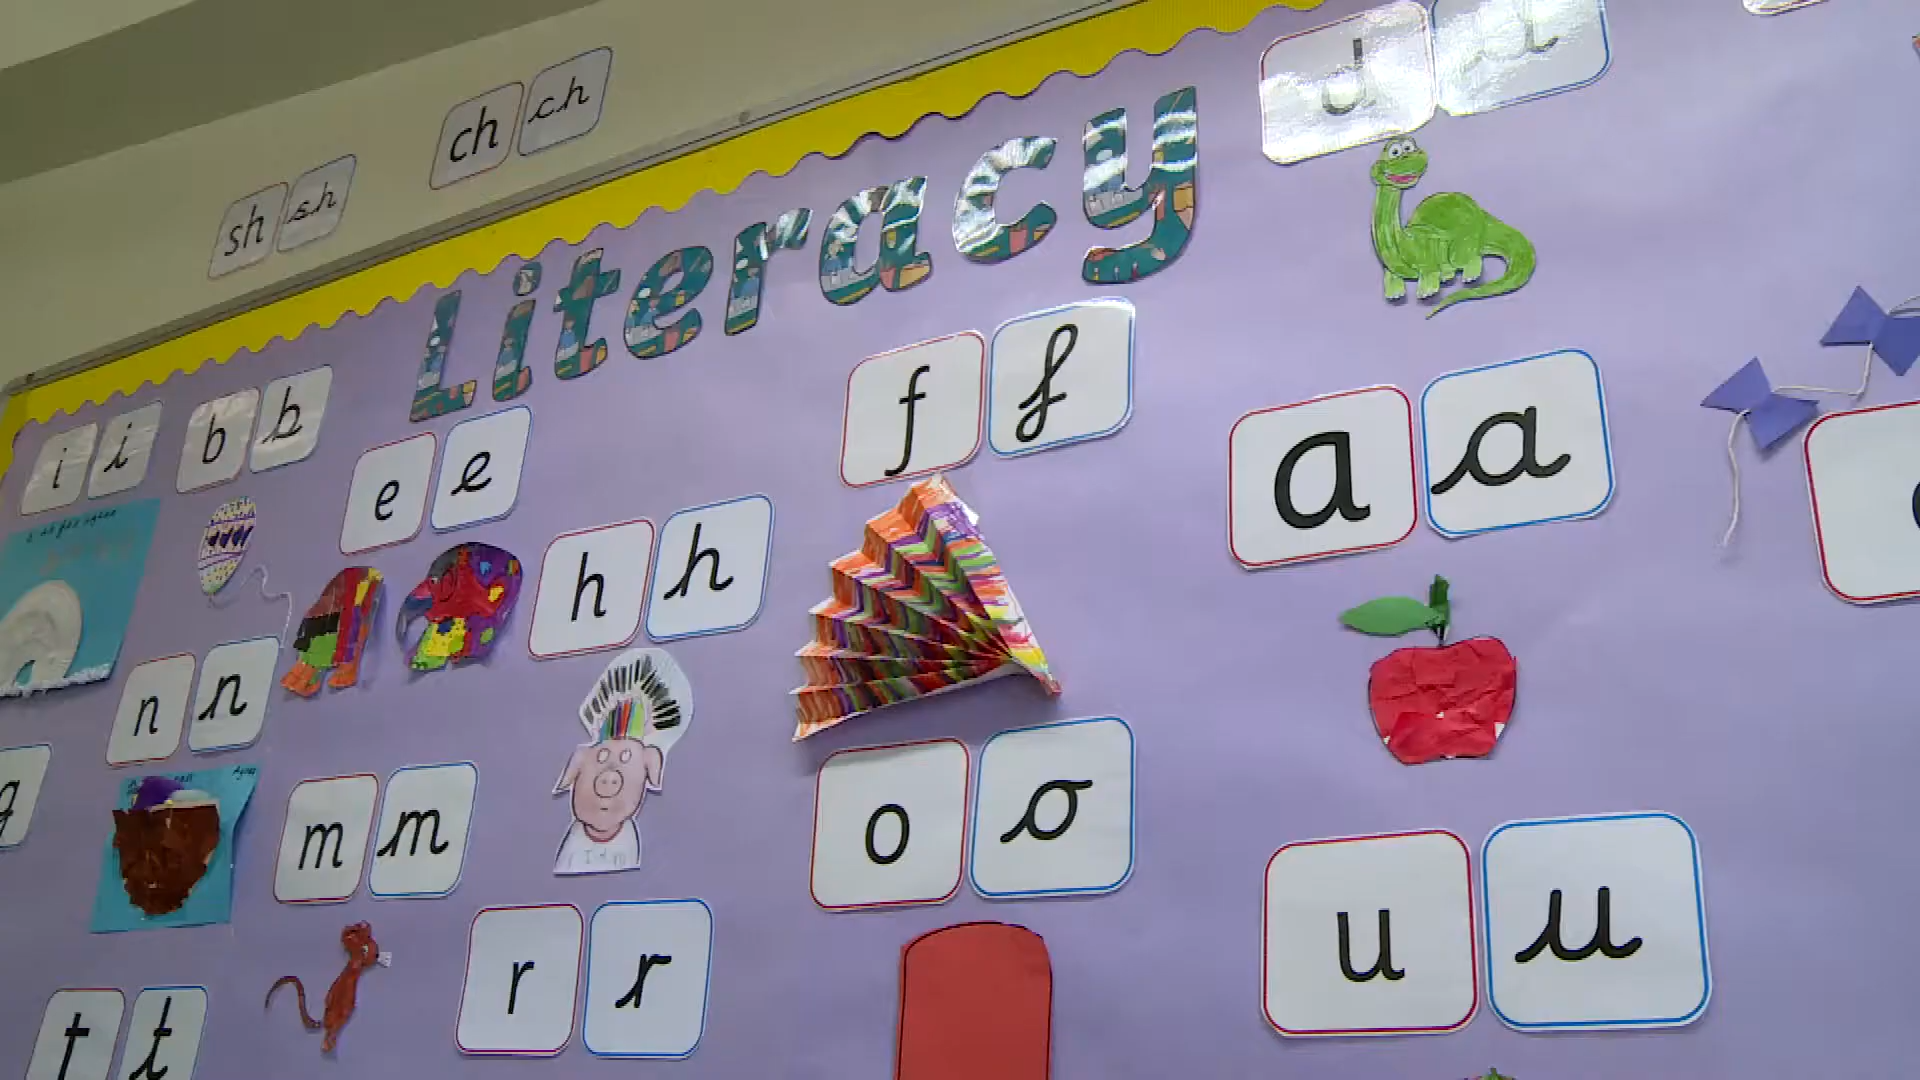 sh sh
ch ch
Literacy
d d
i i
b b
e e
f f
a a
h h
n n
m m
o o
u u
r r
t t